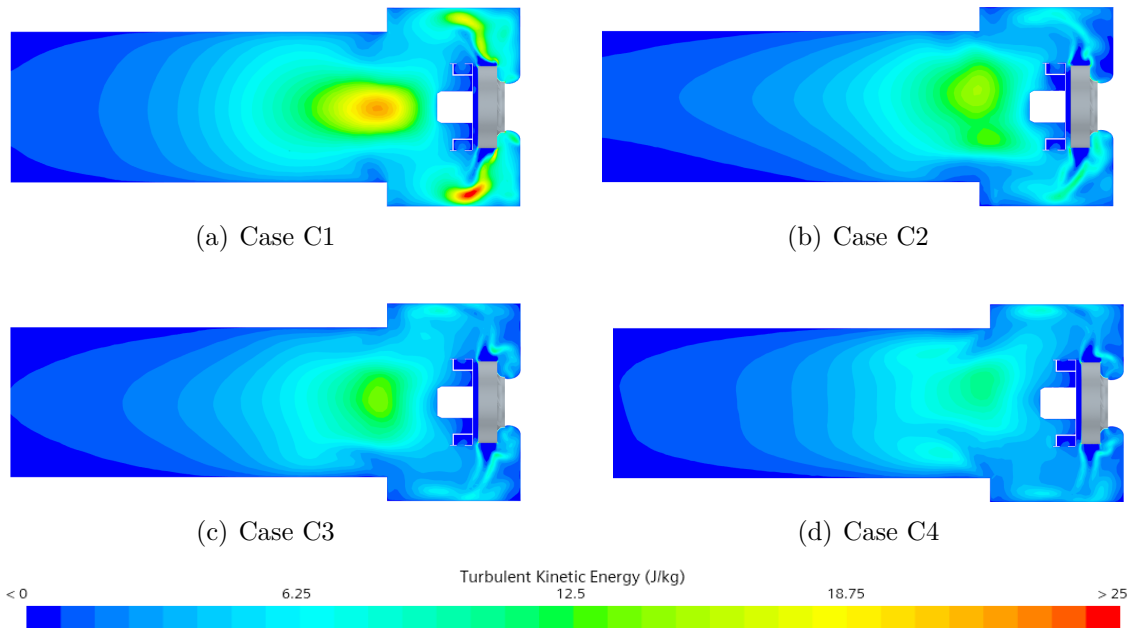 (a) Case C1
(b) Case C2
(c) Case C3
(d) Case C4
Turbulent Kinetic Energy (J/kg)
< 0 6.25 12.5 18.75 > 25